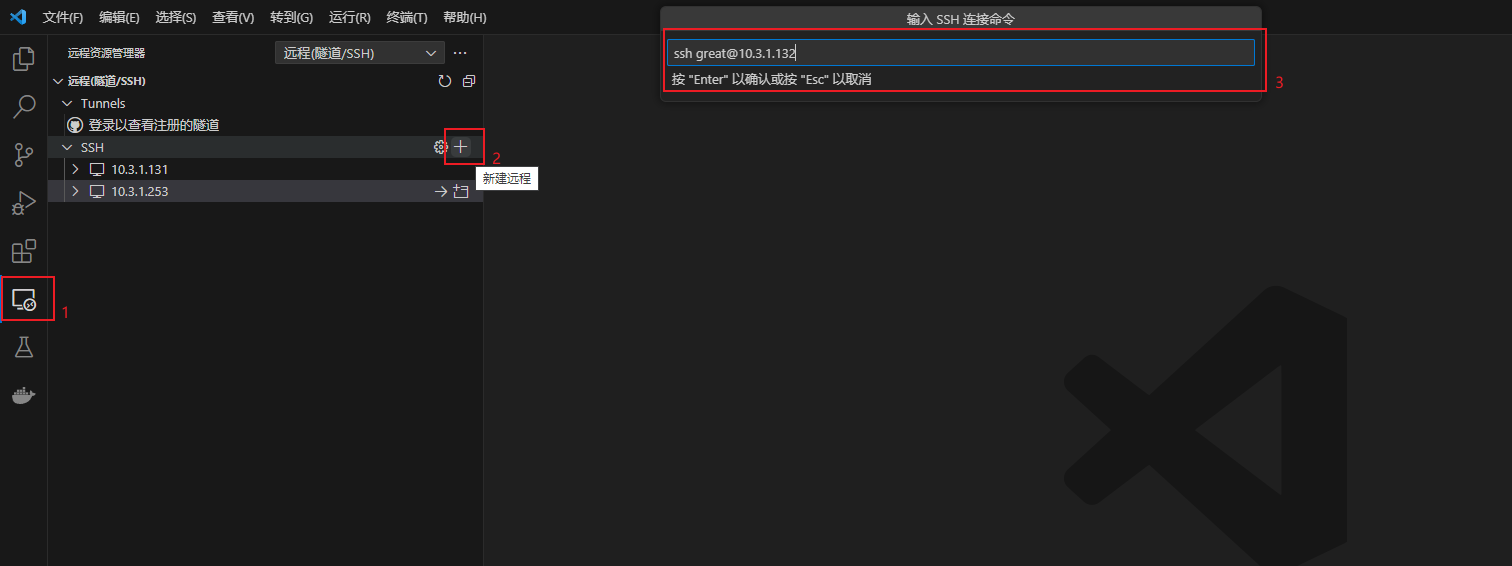 文件(F) 编辑(E) 选择(S) 查看(V) 转到(G) 运行(R) 终端(T) 帮助(H)
输入 SSH 连接命令
远程资源管理器 远程(隧道/SSH)
ssh great@10.3.1.132
按 "Enter" 以确认或按 "Esc" 以取消
3
远程(隧道/SSH)
Tunnels
登录以查看注册的隧道
SSH
2
10.3.1.131
新建远程
10.3.1.253
1